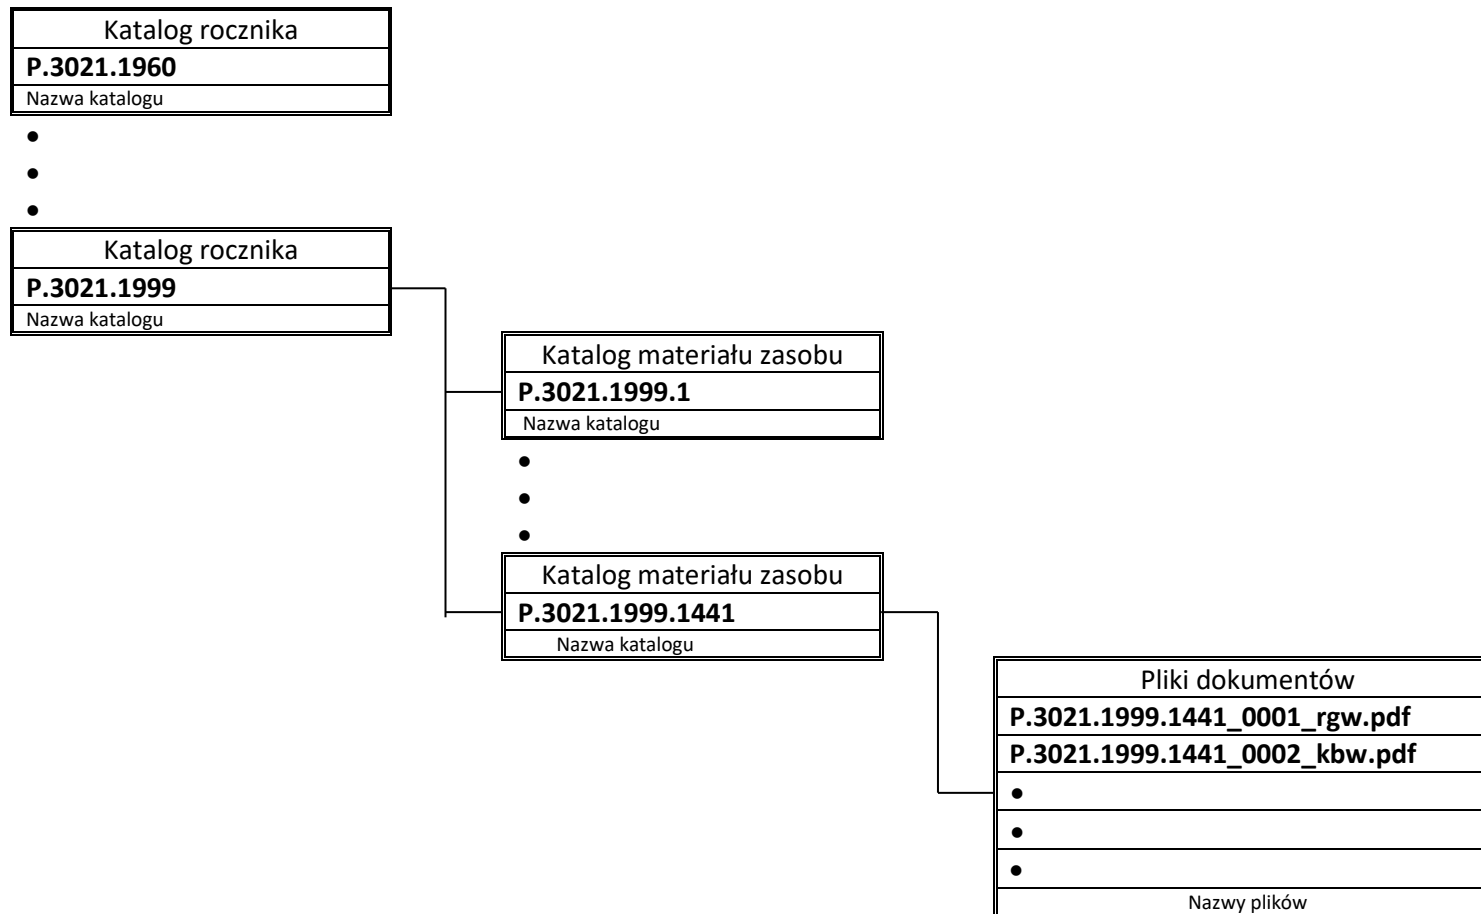 Katalog rocznika
P.3021.1960
Nazwa katalogu
•
•
•
Katalog rocznika
P.3021.1999
Nazwa katalogu
Katalog materiału zasobu
P.3021.1999.1
Nazwa katalogu
•
•
•
Katalog materiału zasobu
P.3021.1999.1441
Nazwa katalogu
Pliki dokumentów
P.3021.1999.1441_0001_rgw.pdf
P.3021.1999.1441_0002_kbw.pdf
•
•
•
Nazwy plików